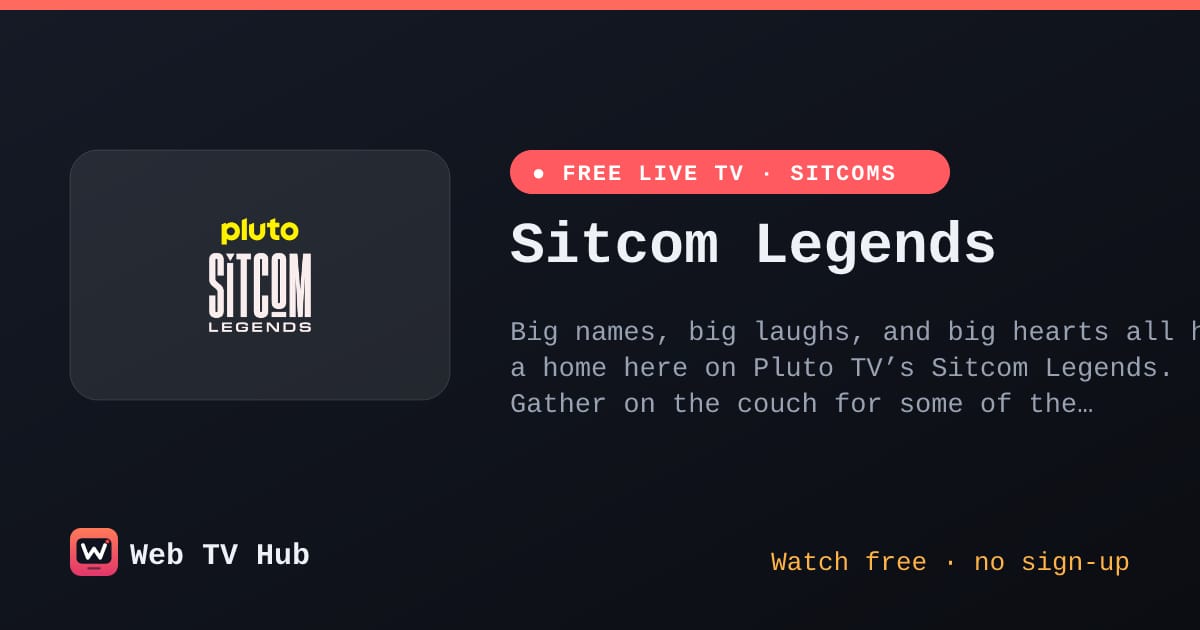 pluto
SITCOM
LEGENDS
• FREE LIVE TV · SITCOMS
Sitcom Legends
Big names, big laughs, and big hearts all h
a home here on Pluto TV’s Sitcom Legends.
Gather on the couch for some of the…
W
Web TV Hub
Watch free · no sign-up